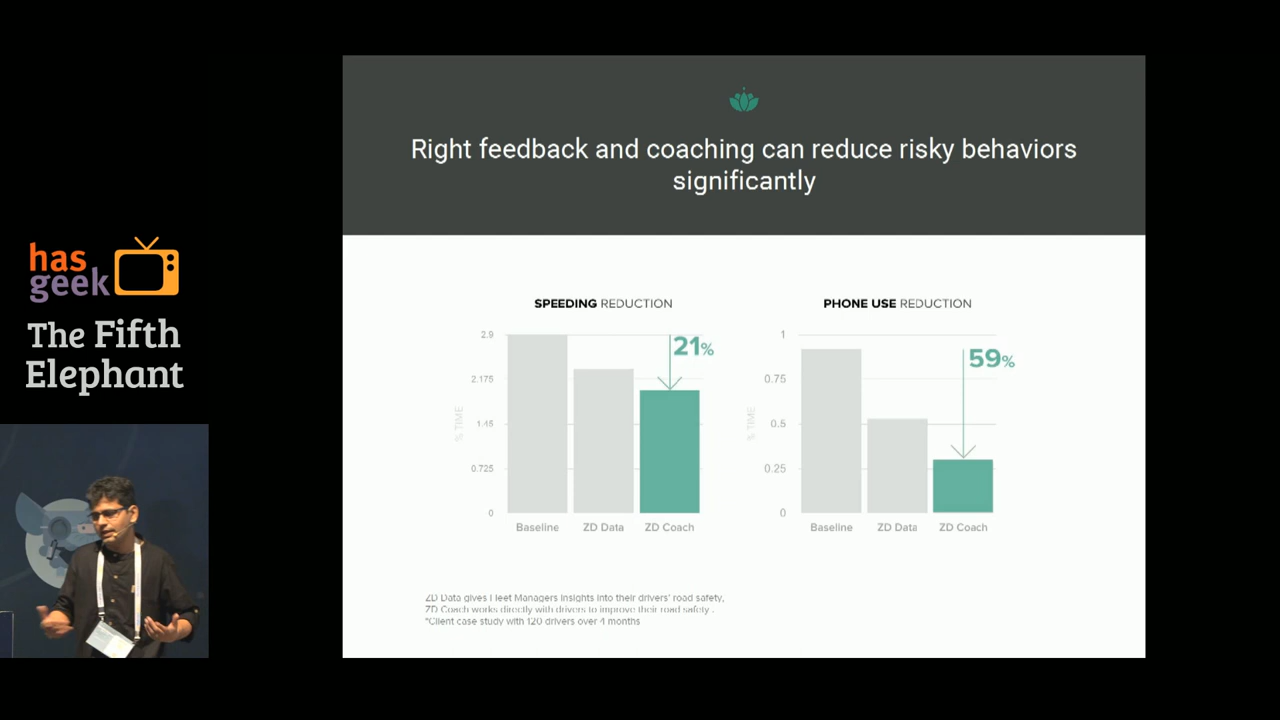 Right feedback and coaching can reduce risky behaviors
significantly
has
geek
The Fifth
Elephant
SPEEDING REDUCTION
2.9
2.175
1.45
0.725
0
% TIME
21%
Baseline
ZD Data
ZD Coach
PHONE USE REDUCTION
1
0.75
0.5
0.25
0
% TIME
59%
Baseline
ZD Data
ZD Coach
ZD Data gives Fleet Managers insights into their drivers' road safety,
ZD Coach works directly with drivers to improve their road safety .
*Client case study with 120 drivers over 4 months